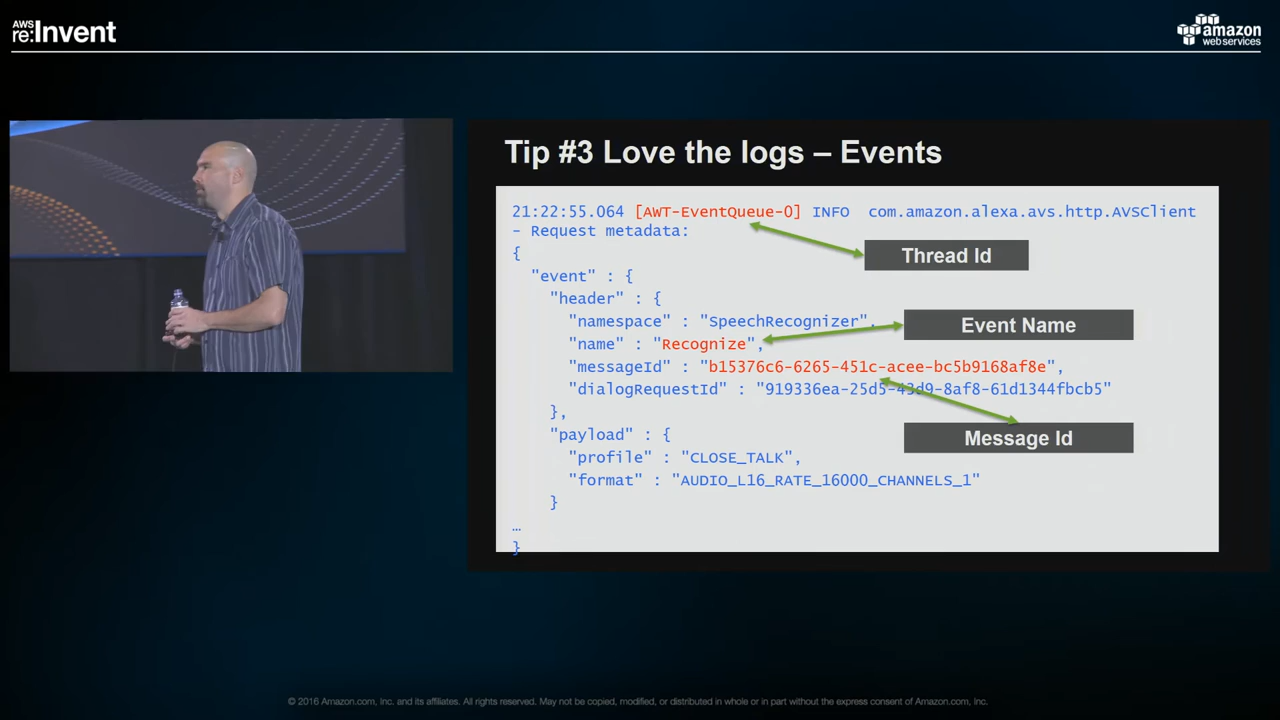 AWS
re:Invent
amazon
web services
Tip #3 Love the logs – Events
21:22:55.064 [AWT-EventQueue-0] INFO  com.amazon.alexa.avs.http.AVSClient
- Request metadata:
Thread Id
{
"event" : {
"header" : {
"namespace" : "SpeechRecognizer",
Event Name
"name" : "Recognize",
"messageId" : "b15376c6-6265-451c-acee-bc5b9168af8e",
"dialogRequestId" : "919336ea-25d5-43d9-8af8-61d1344fbcb5"
},
Message Id
"payload" : {
"profile" : "CLOSE_TALK",
"format" : "AUDIO_L16_RATE_16000_CHANNELS_1"
}
…
}
© 2016 Amazon.com, Inc. and its affiliates. All rights reserved. May not be copied, modified, or distributed in whole or in part without the express consent of Amazon.com, Inc.